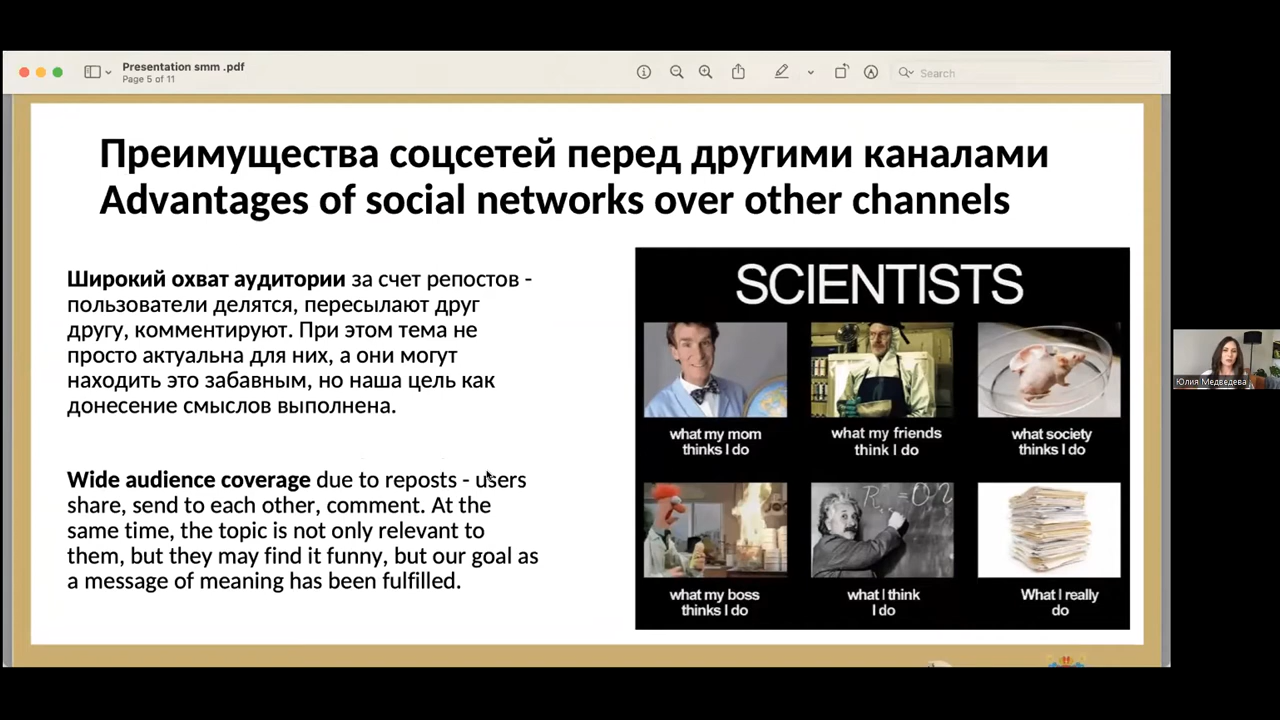 Presentation smm .pdf
Page 5 of 11
Search
Преимущества соцсетей перед другими каналами
Advantages of social networks over other channels
Широкий охват аудитории за счет репостов -
пользователи делятся, пересылают друг
другу, комментируют. При этом тема не
просто актуальна для них, а они могут
находить это забавным, но наша цель как
донесение смыслов выполнена.
Wide audience coverage due to reposts - users
share, send to each other, comment. At the
same time, the topic is not only relevant to
them, but they may find it funny, but our goal as
a message of meaning has been fulfilled.
SCIENTISTS
what my mom
thinks I do
what my friends
think I do
what society
thinks I do
what my boss
thinks I do
what I think
I do
What I really
do
Юлия Медведева